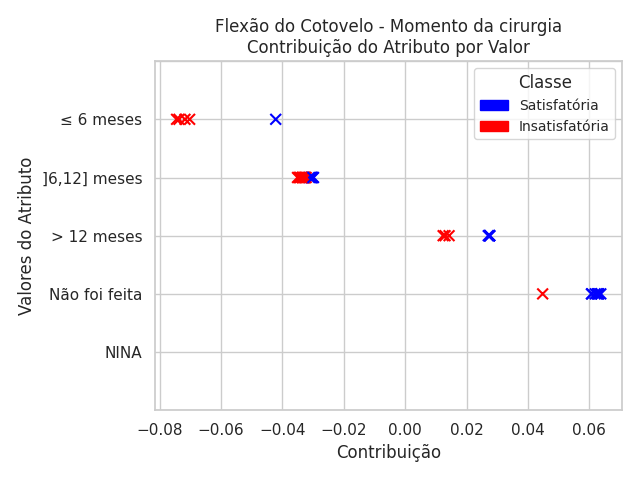 Flexão do Cotovelo - Momento da cirurgia
Contribuição do Atributo por Valor
Classe
Satisfatória
Insatisfatória
Valores do Atributo
≤ 6 meses
]6,12] meses
> 12 meses
Não foi feita
NINA
−0.08 −0.06 −0.04 −0.02 0.00 0.02 0.04 0.06
Contribuição